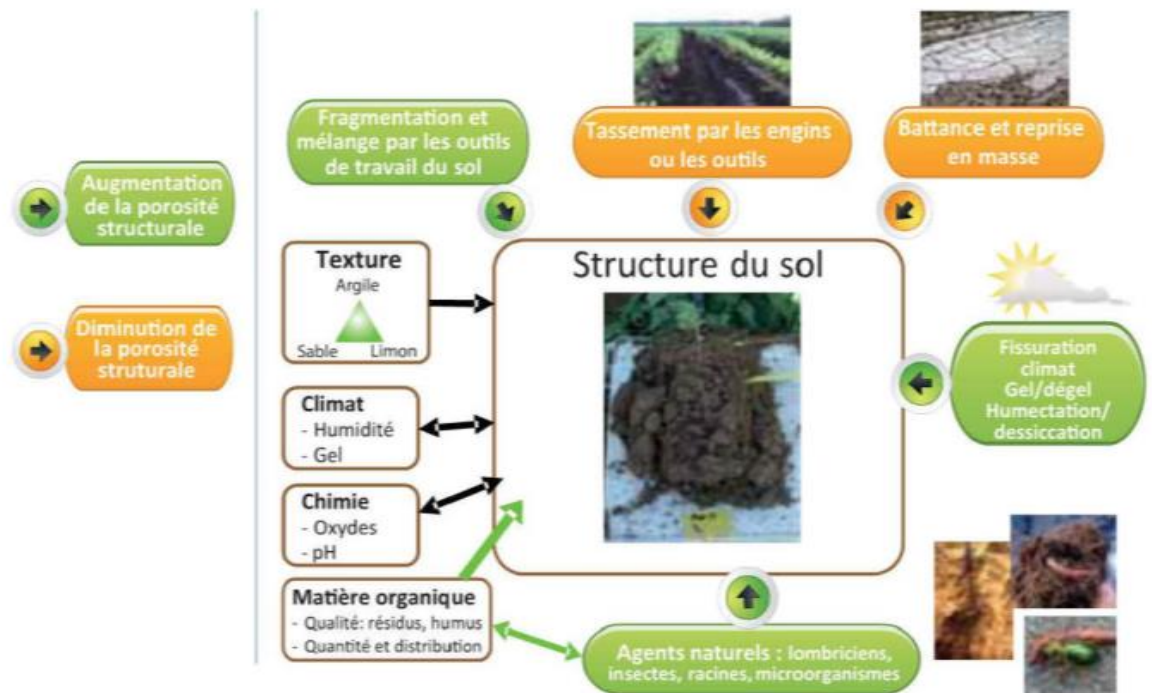 Augmentation
de la porosité
structurale
Diminution de
la porosité
struturale
Fragmentation et
mélange par les outils
de travail du sol
Tassement par les engins
ou les outils
Battance et reprise
en masse
Texture
Argile
Sable Limon
Climat
- Humidité
- Gel
Chimie
- Oxydes
- pH
Matière organique
- Qualité: résidus, humus
- Quantité et distribution
Structure du sol
Fissuration
climat
Gel/dégel
Humectation/
dessiccation
Agents naturels : lombriciens,
insectes, racines, microorganismes